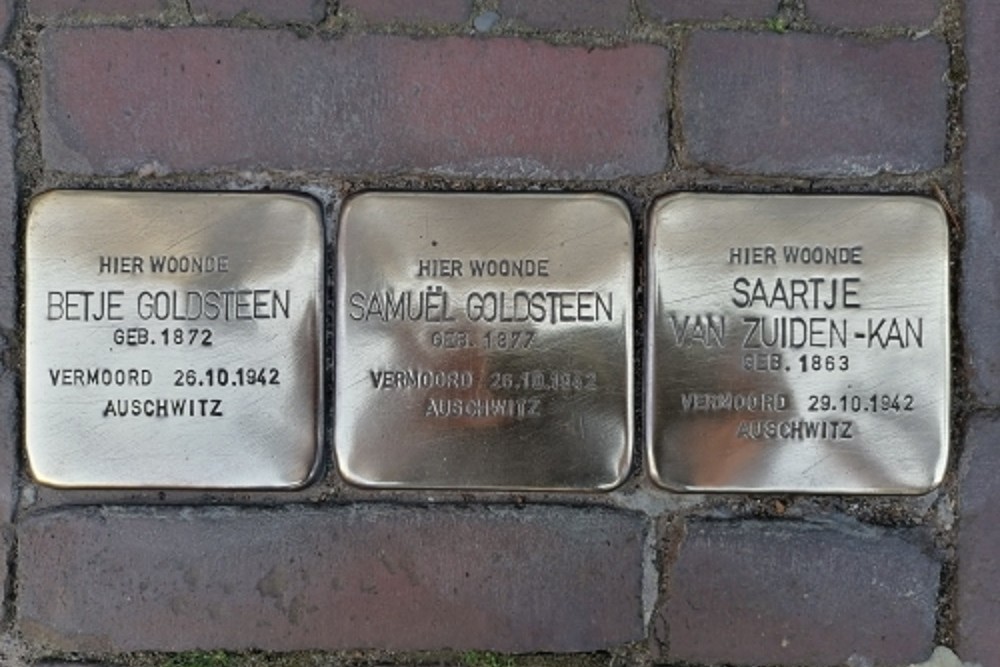 HIER WOONDE
BETJE GOLDSTEEN
GEB. 1872
VERMOORD 26.10.1942
AUSCHWITZ
HIER WOONDE
SAMUËL GOLDSTEEN
GEB. 1877
VERMOORD 26.10.1942
AUSCHWITZ
HIER WOONDE
SAARTJE
VAN ZUIDEN-KAN
GEB. 1863
VERMOORD 29.10.1942
AUSCHWITZ